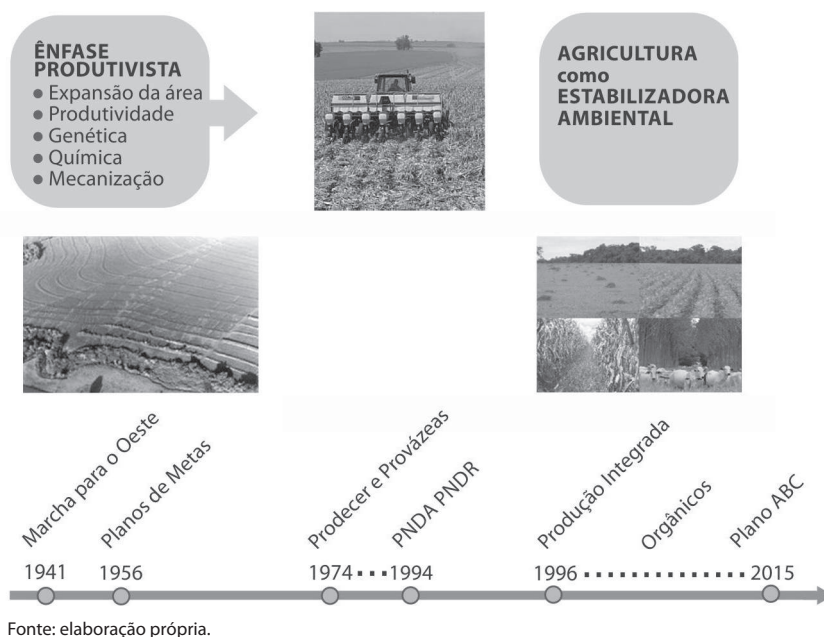 ÊNFASE
PRODUTIVISTA
• Expansão da área
• Produtividade
• Genética
• Química
• Mecanização
AGRICULTURA
como
ESTABILIZADORA
AMBIENTAL
Marcha para o Oeste
Planos de Metas
Prodecer e Provázeas
PNDA PNDR
Produção Integrada
Orgânicos
Plano ABC
1941
1956
1974
1994
1996
2015
Fonte: elaboração própria.